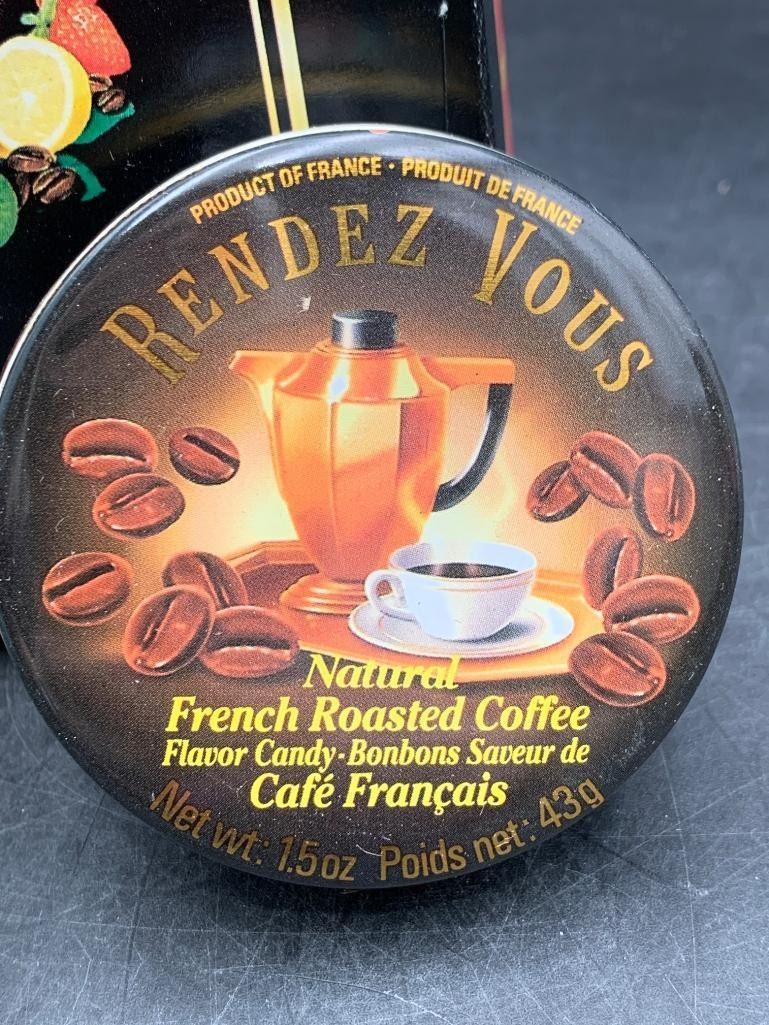 PRODUCT OF FRANCE · PRODUIT DE FRANCE
RENDEZ VOUS
Natural
French Roasted Coffee
Flavor Candy-Bonbons Saveur de
Café Français
Net wt: 1.5oz Poids net: 43g